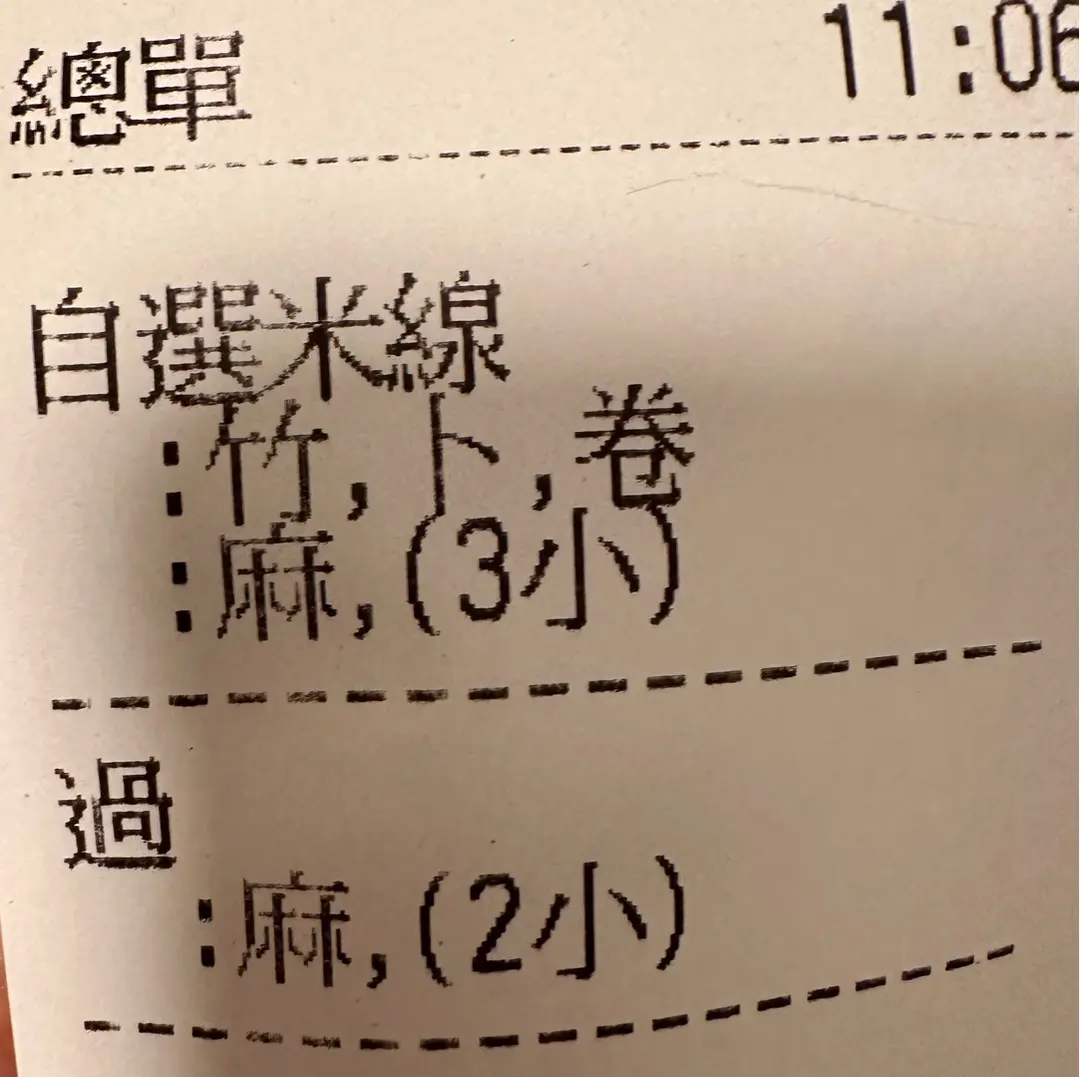 總單 11:06
自選米線
:竹,卜,卷
:麻,(3小)
過
:麻,(2小)